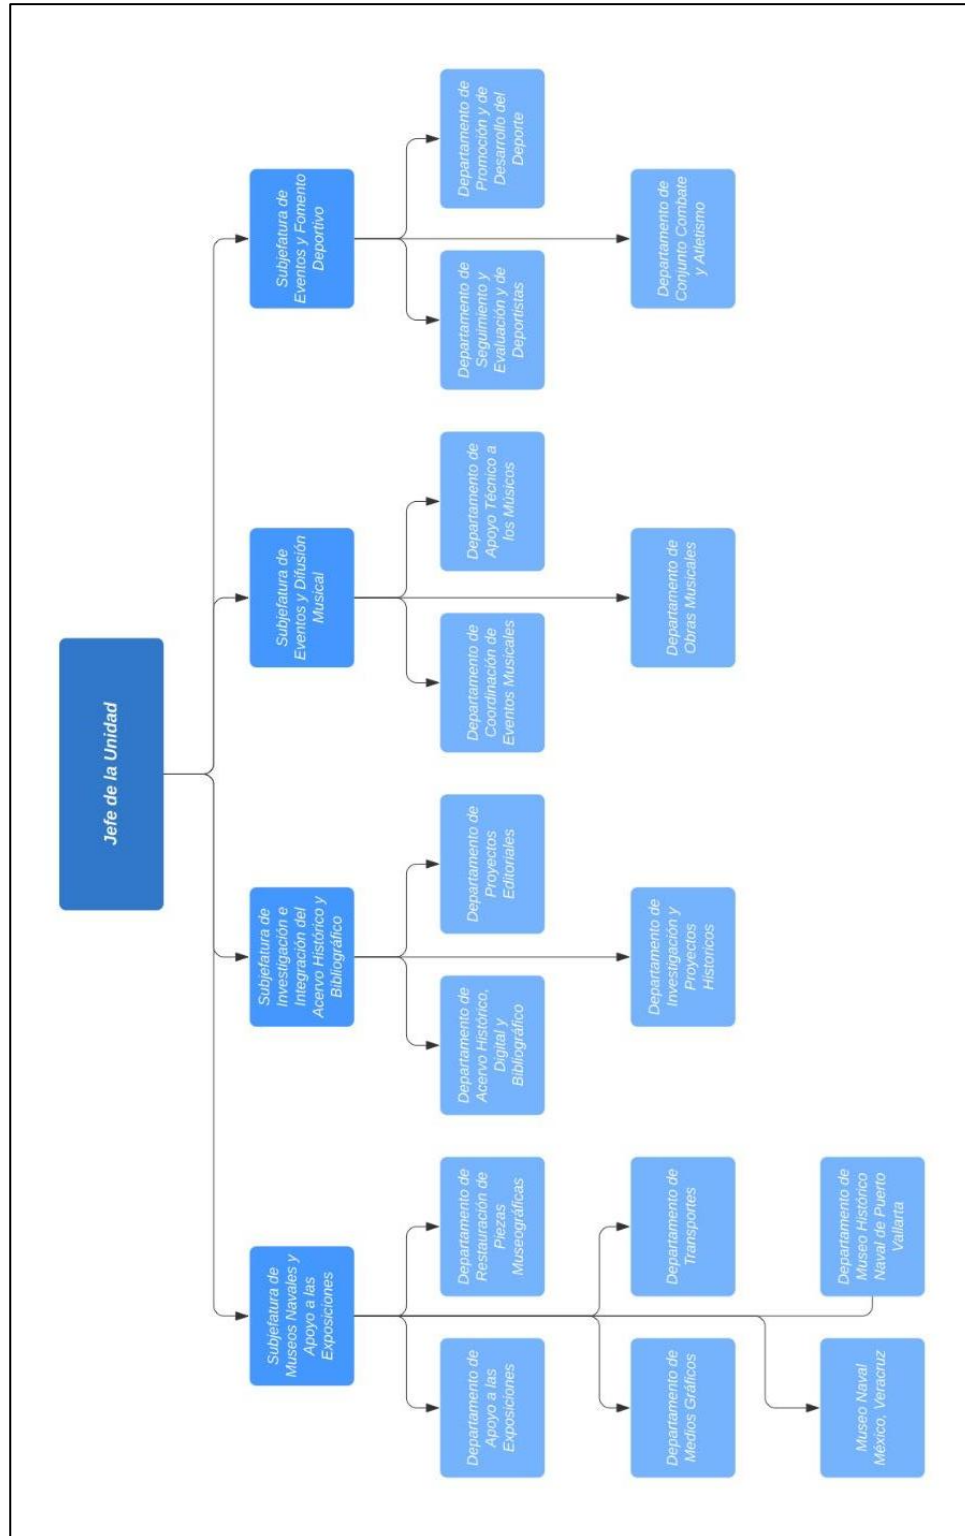 Jefe de la Unidad
Subjefatura de
Museos Navales y
Apoyo a las
Exposiciones
Subjefatura de
Investigación e
Integración del
Acervo Histórico y
Bibliográfico
Subjefatura de
Eventos y Difusión
Musical
Subjefatura de
Eventos y Fomento
Deportivo
Departamento de
Apoyo a las
Exposiciones
Departamento de
Restauración de
Piezas
Museográficas
Departamento de
Acervo Histórico,
Digital y
Bibliográfico
Departamento de
Proyectos
Editoriales
Departamento de
Coordinación de
Eventos Musicales
Departamento de
Apoyo Técnico a
los Músicos
Departamento de
Seguimiento y
Evaluación y de
Deportistas
Departamento de
Promoción y de
Desarrollo del
Deporte
Departamento de
Medios Gráficos
Departamento de
Transportes
Departamento de
Investigación y
Proyectos
Historicos
Departamento de
Obras Musicales
Departamento de
Conjunto Combate
y Atletismo
Museo Naval
México, Veracruz
Departamento de
Museo Histórico
Naval de Puerto
Vallarta